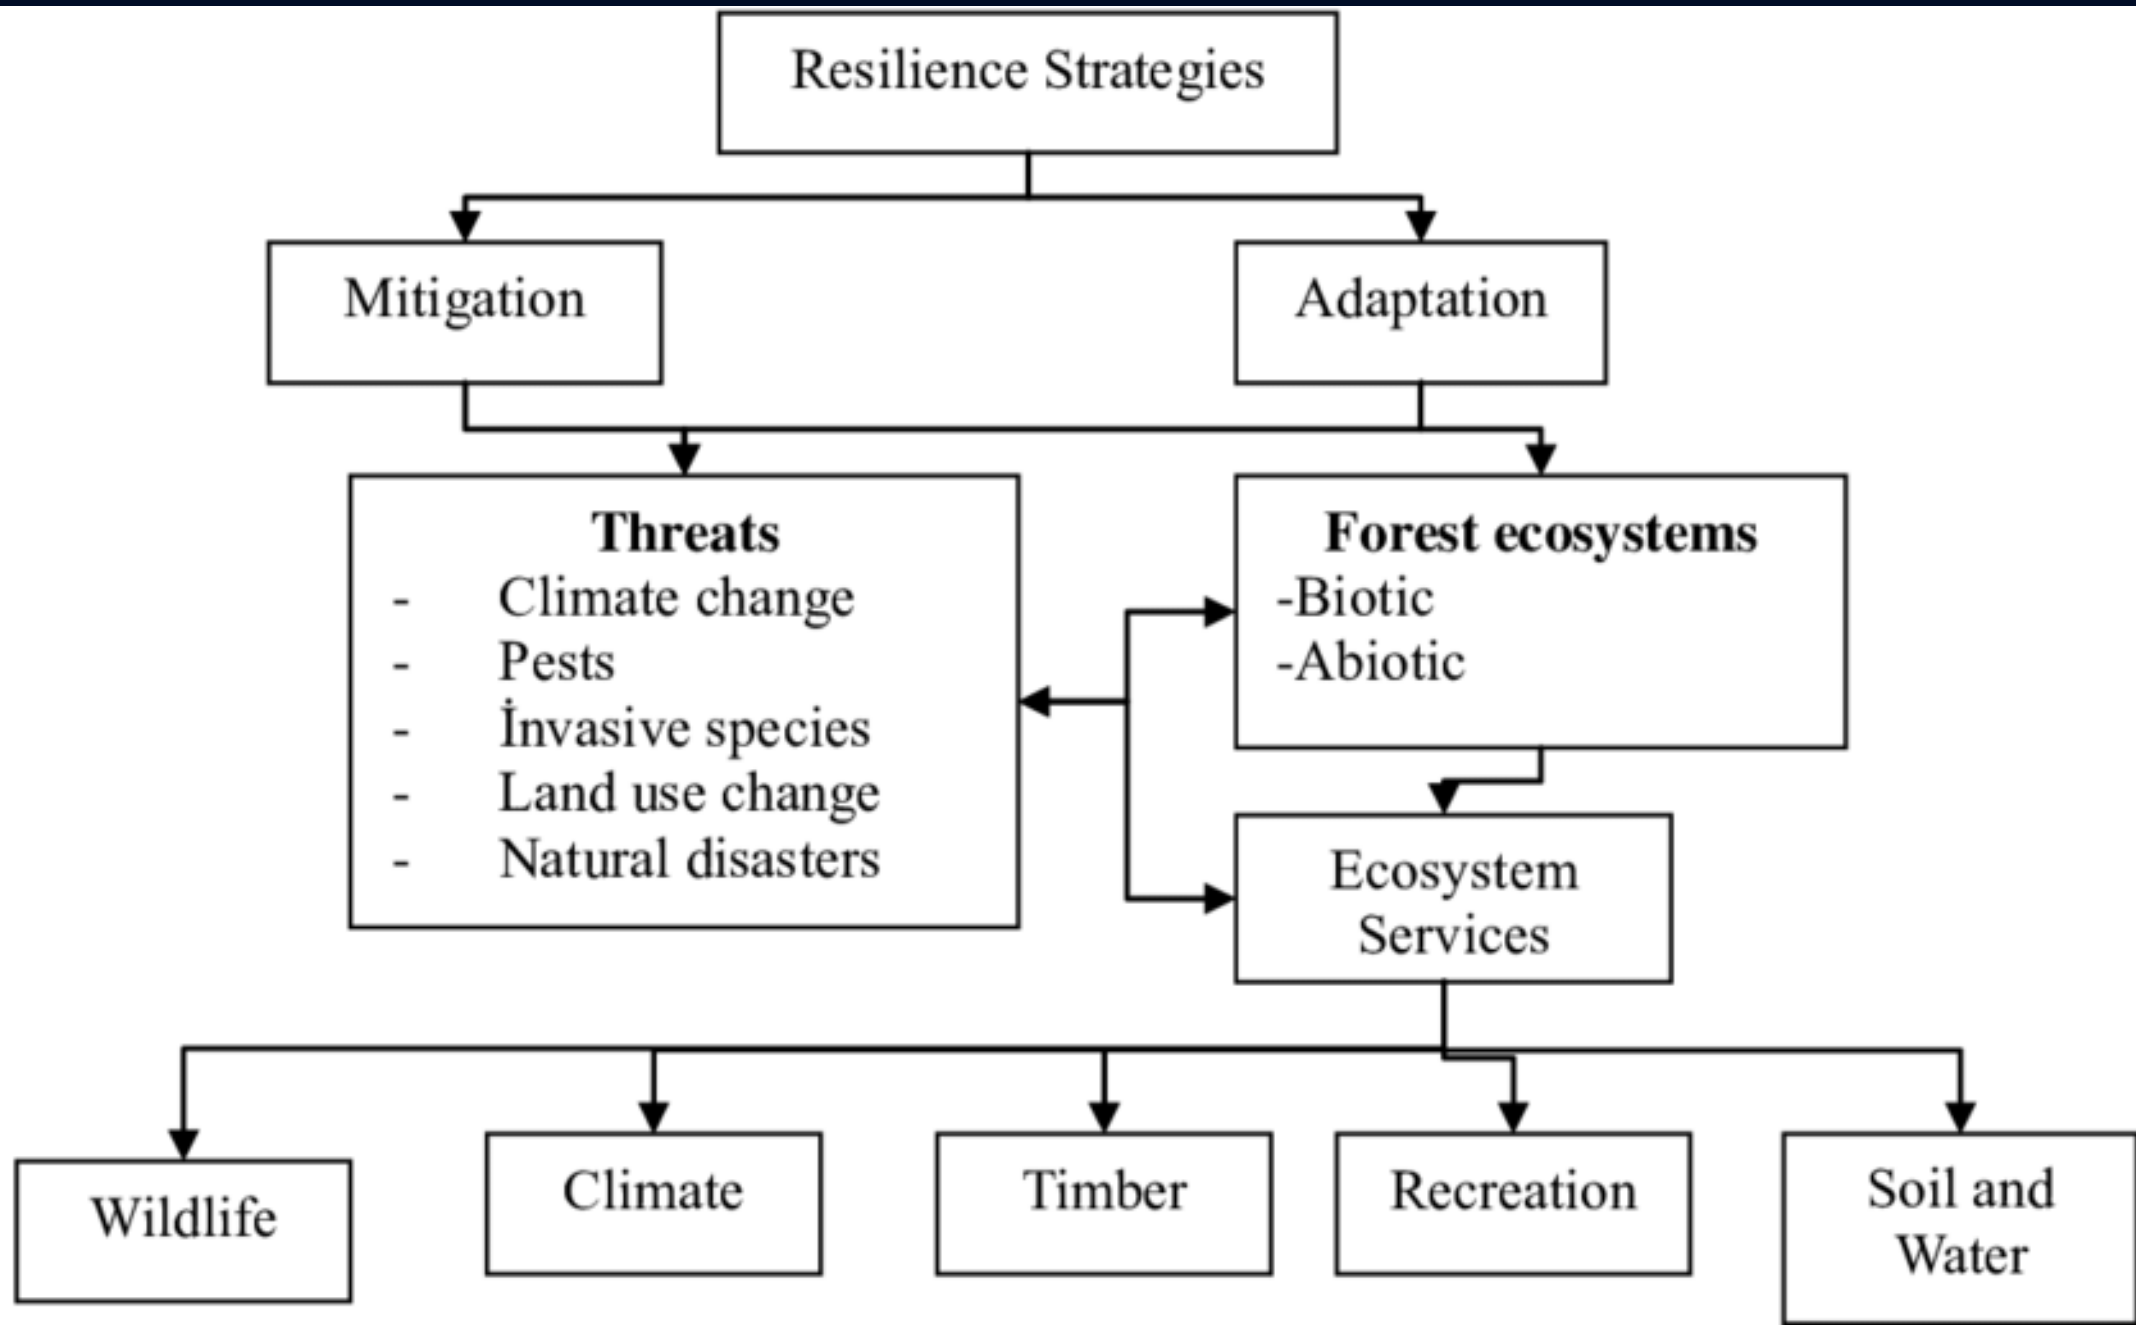 Resilience Strategies
Mitigation
Adaptation
Threats
- Climate change
- Pests
- İnvasive species
- Land use change
- Natural disasters
Forest ecosystems
-Biotic
-Abiotic
Ecosystem
Services
Wildlife
Climate
Timber
Recreation
Soil and
Water